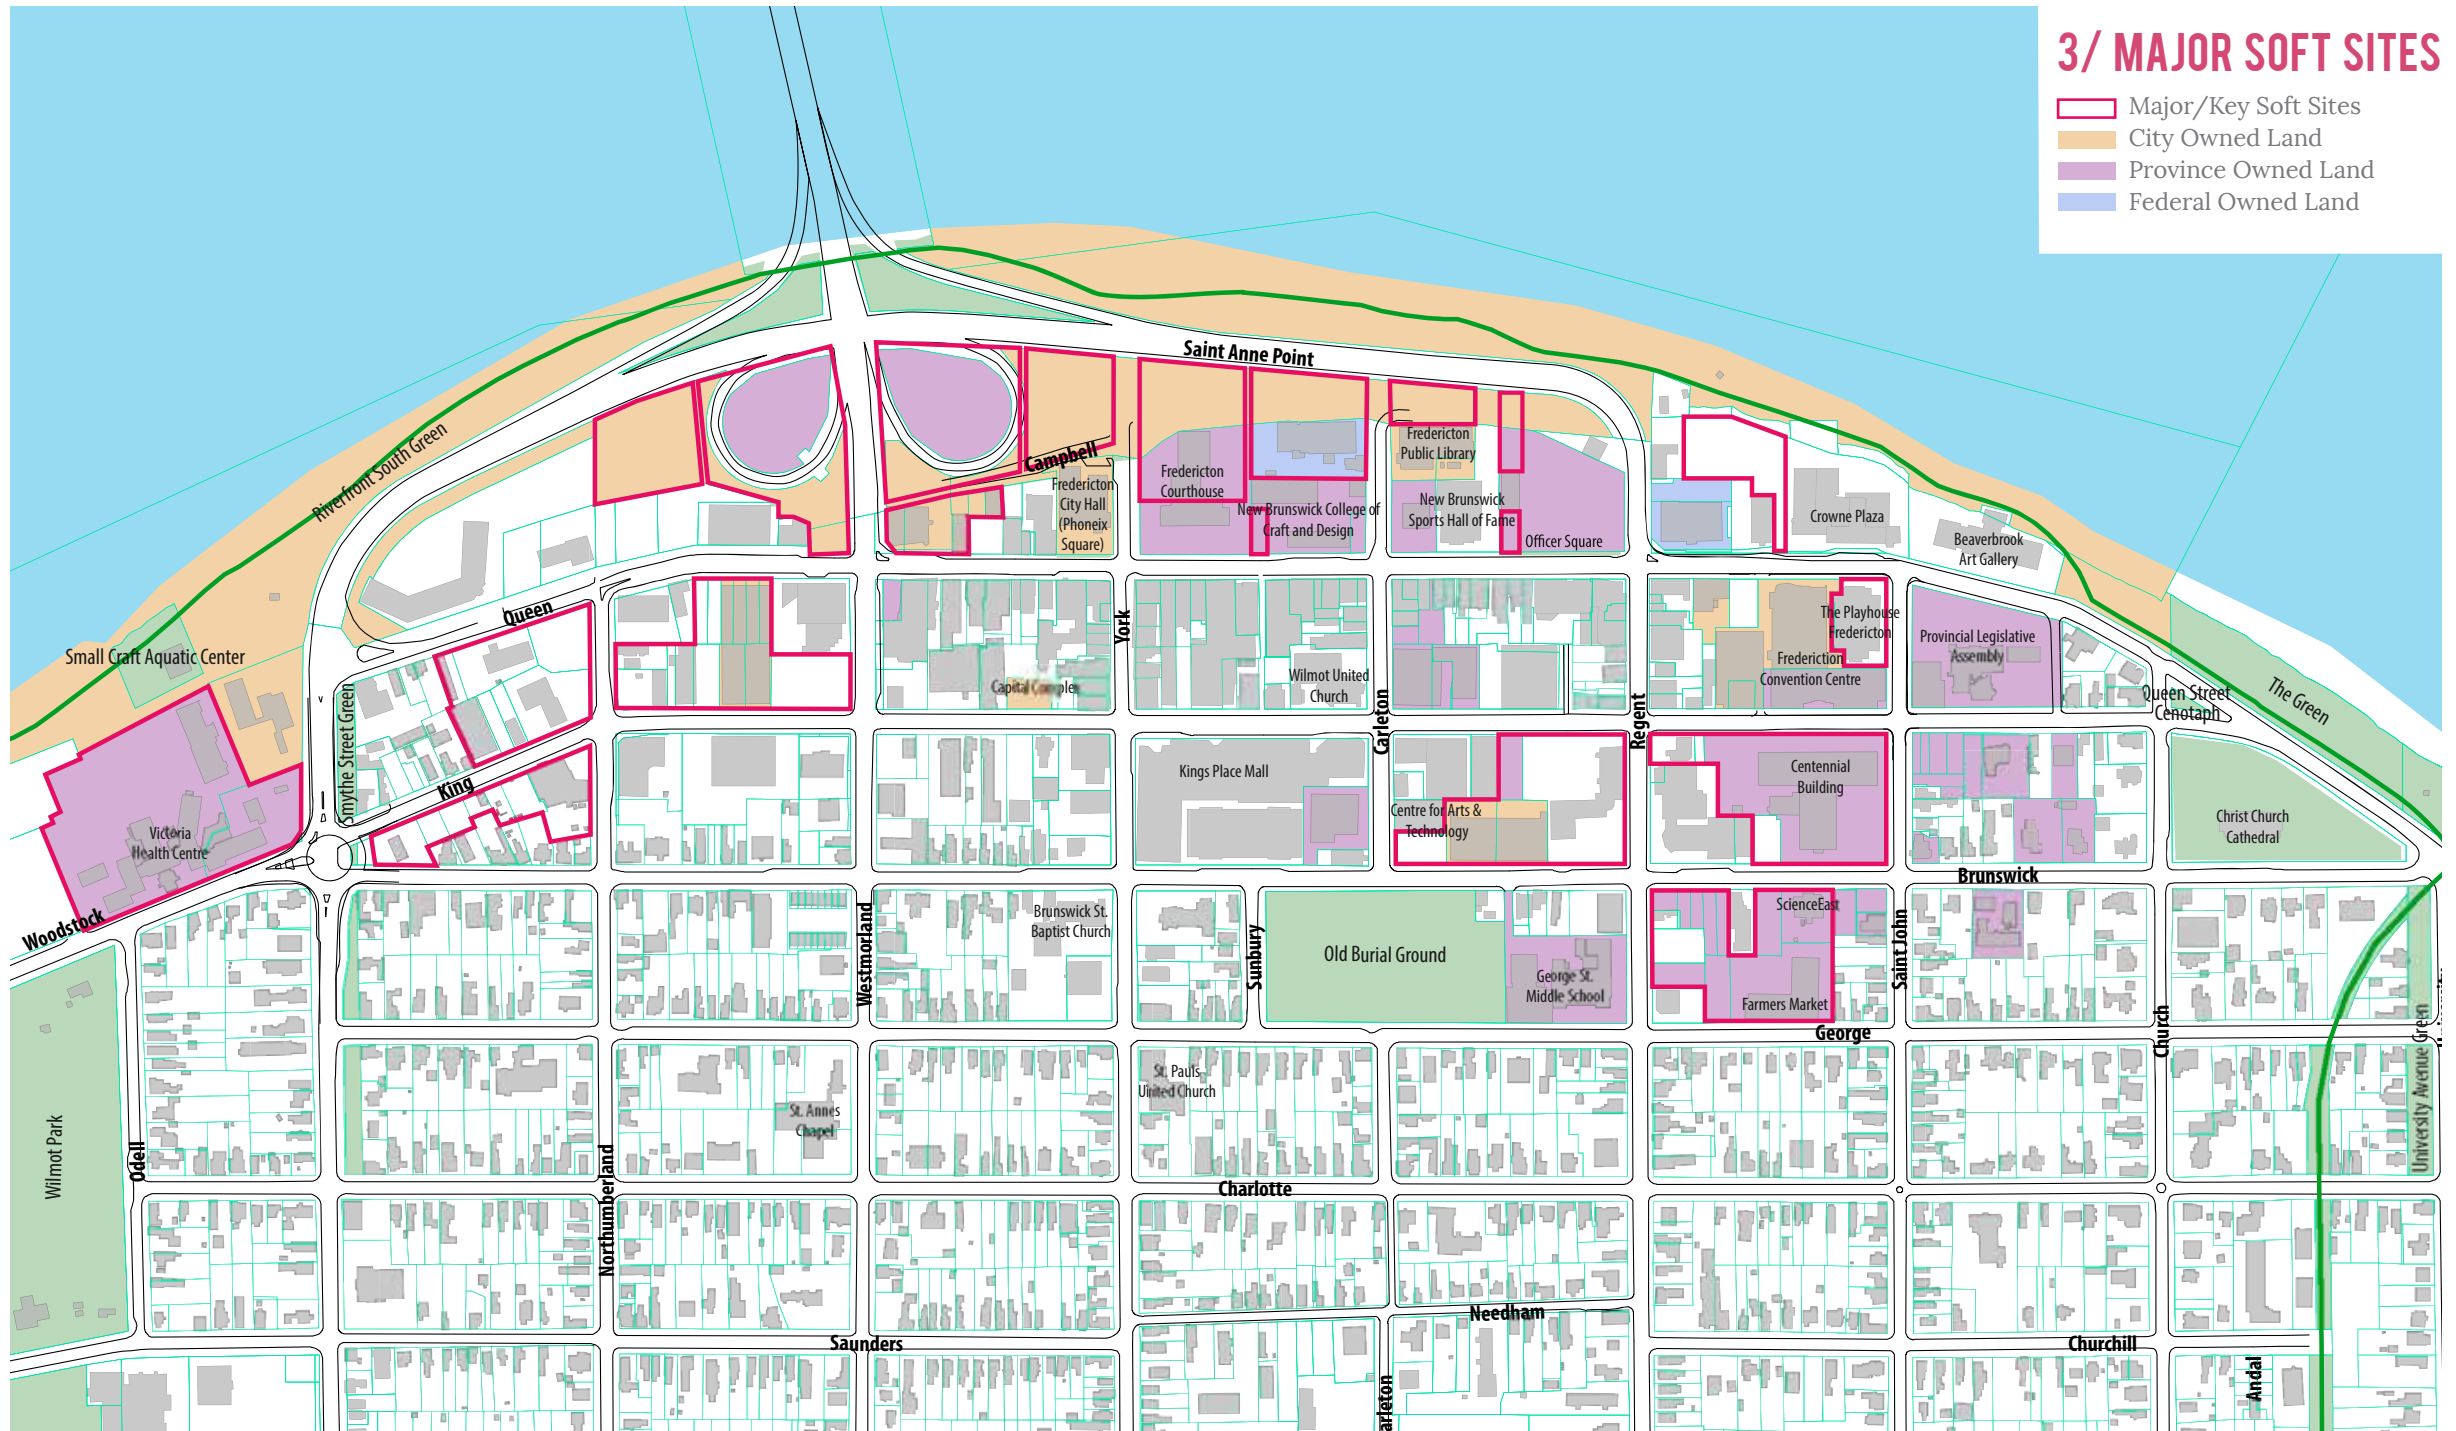 3/ MAJOR SOFT SITES
Major/Key Soft Sites
City Owned Land
Province Owned Land
Federal Owned Land
Saint Anne Point
Riverfront South Green
Campbell
Fredericton
City Hall
(Phoneix
Square)
Fredericton
Courthouse
New Brunswick College of
Craft and Design
Fredericton
Public Library
New Brunswick
Sports Hall of Fame
Officer Square
Crowne Plaza
Beaverbrook
Art Gallery
Queen
York
Small Craft Aquatic Center
Smythe Street Green
Capital Complex
Wilmot United
Church
Carleton
Regent
The Playhouse
Fredericton
Fredericton
Convention Centre
Provincial Legislative
Assembly
Queen Street
Cenotaph
The Green
King
Kings Place Mall
Centre for Arts &
Technology
Centennial
Building
Christ Church
Cathedral
Victoria
Health Centre
Woodstock
Brunswick
Westmorland
Brunswick St.
Baptist Church
Sunbury
Old Burial Ground
George St.
Middle School
ScienceEast
Farmers Market
Saint John
George
Church
University Avenue Green
Wilmot Park
Odell
Northumberland
St. Annes
Chapel
St. Pauls
United Church
Charlotte
Needham
Saunders
Churchill
arleton
Andal